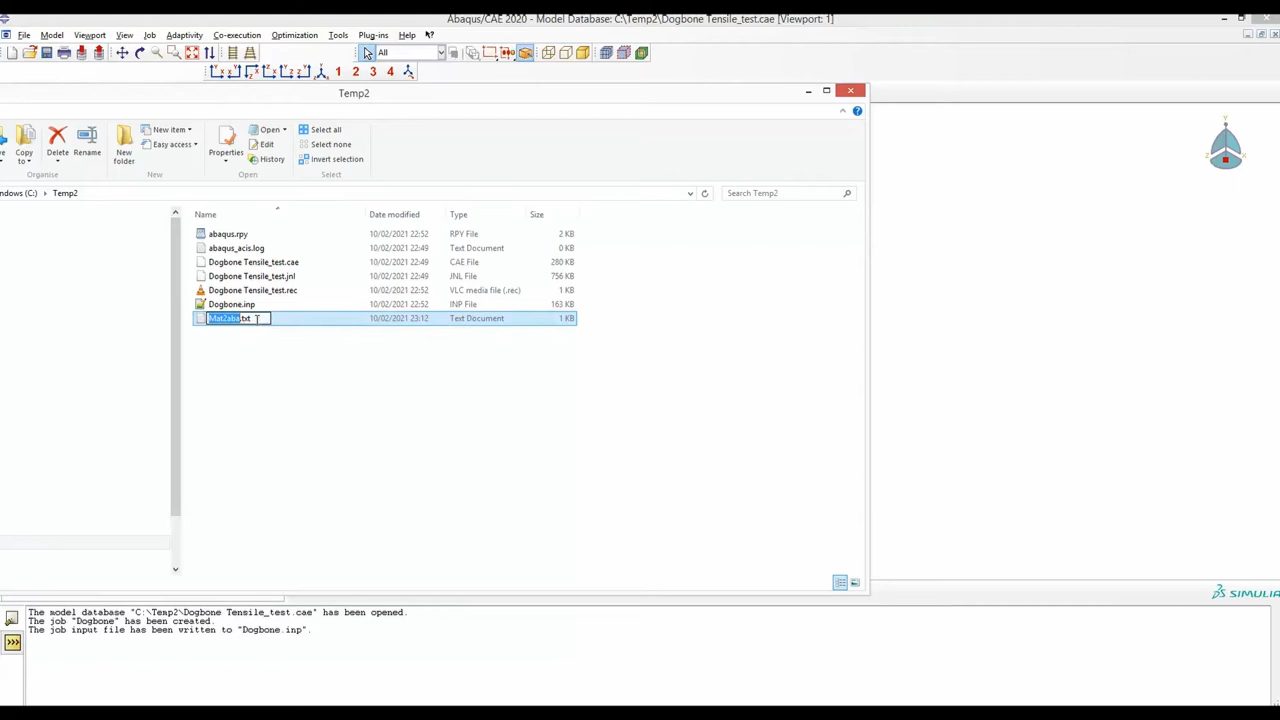 Abaqus/CAE 2020 - Model Database: C:\Temp2\Dogbone Tensile_test.cae [Viewport: 1]
File Model Viewport View Job Adaptivity Co-execution Optimization Tools Plug-ins Help
All
1 2 3 4
Temp2
Copy to
Delete
Rename
New folder
New item
Easy access
Properties
Open
Edit
History
Select all
Select none
Invert selection
Organise New Open Select
ndows (C:) Temp2
Search Temp2
Name Date modified Type Size
abaqus.rpy 10/02/2021 22:52 RPY File 2 KB
abaqus_acis.log 10/02/2021 22:49 Text Document 0 KB
Dogbone Tensile_test.cae 10/02/2021 22:49 CAE File 280 KB
Dogbone Tensile_test.jnl 10/02/2021 22:49 JNL File 756 KB
Dogbone Tensile_test.rec 10/02/2021 22:52 VLC media file (.rec) 1 KB
Dogbone.inp 10/02/2021 22:52 INP File 163 KB
Mat2aba.txt 10/02/2021 23:12 Text Document 1 KB
Y
Z X
SIMULIA
The model database "C:\Temp2\Dogbone Tensile_test.cae" has been opened.
The job "Dogbone" has been created.
The job input file has been written to "Dogbone.inp".
>>>